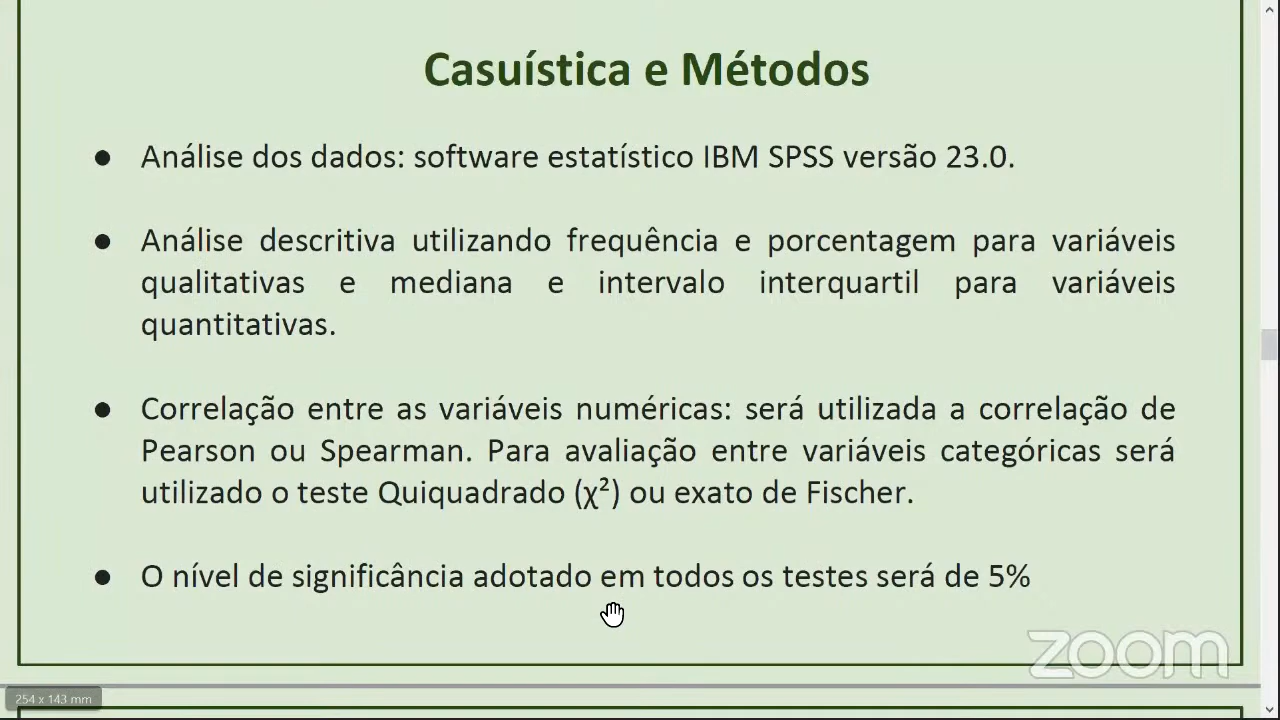 Casuística e Métodos
● Análise dos dados: software estatístico IBM SPSS versão 23.0.
● Análise descritiva utilizando frequência e porcentagem para variáveis
qualitativas e mediana e intervalo interquartil para variáveis
quantitativas.
● Correlação entre as variáveis numéricas: será utilizada a correlação de
Pearson ou Spearman. Para avaliação entre variáveis categóricas será
utilizado o teste Quiquadrado (χ²) ou exato de Fischer.
● O nível de significância adotado em todos os testes será de 5%
zoom
254 x 143 mm